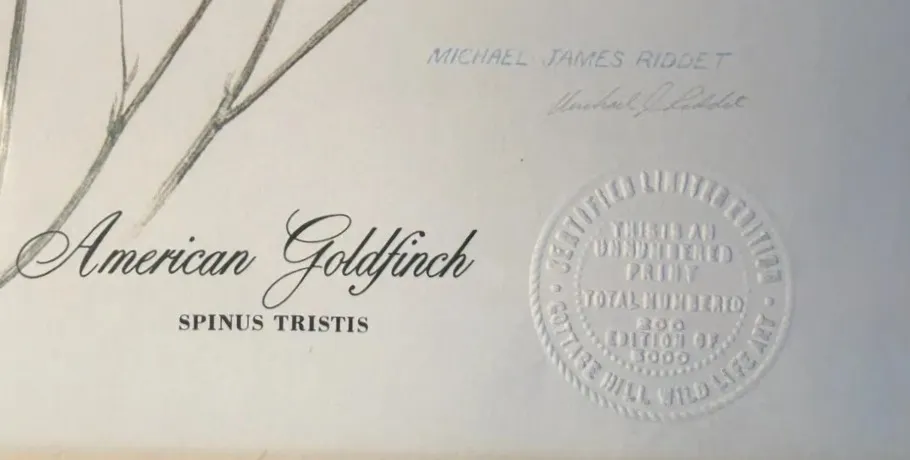 MICHAEL JAMES RIDDET
Michael J. Riddet
American Goldfinch
SPINUS TRISTIS
CERTIFIED LIMITED EDITION
THIS IS AN
UNNUMBERED
PRINT
TOTAL NUMBERED
200
EDITION OF
3000
COTTAGE HILL WILD LIFE ART